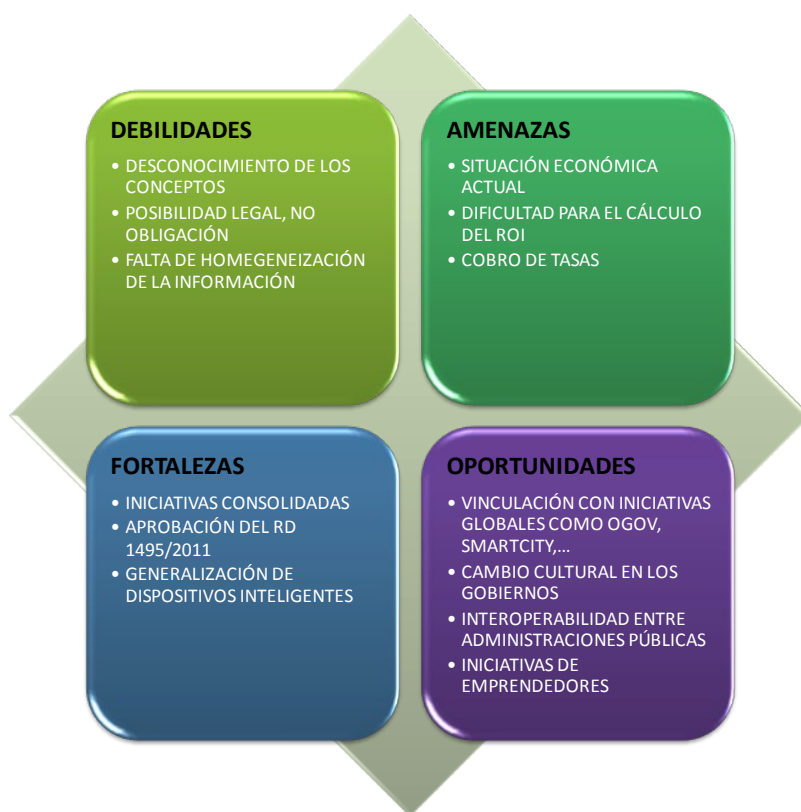 DEBILIDADES
• DESCONOCIMIENTO DE LOS
CONCEPTOS
• POSIBILIDAD LEGAL, NO
OBLIGACIÓN
• FALTA DE HOMEGENEIZACIÓN
DE LA INFORMACIÓN
AMENAZAS
• SITUACIÓN ECONÓMICA
ACTUAL
• DIFICULTAD PARA EL CÁLCULO
DEL ROI
• COBRO DE TASAS
FORTALEZAS
• INICIATIVAS CONSOLIDADAS
• APROBACIÓN DEL RD
1495/2011
• GENERALIZACIÓN DE
DISPOSITIVOS INTELIGENTES
OPORTUNIDADES
• VINCULACIÓN CON INICIATIVAS
GLOBALES COMO OGOV,
SMARTCITY,...
• CAMBIO CULTURAL EN LOS
GOBIERNOS
• INTEROPERABILIDAD ENTRE
ADMINISTRACIONES PÚBLICAS
• INICIATIVAS DE
EMPRENDEDORES